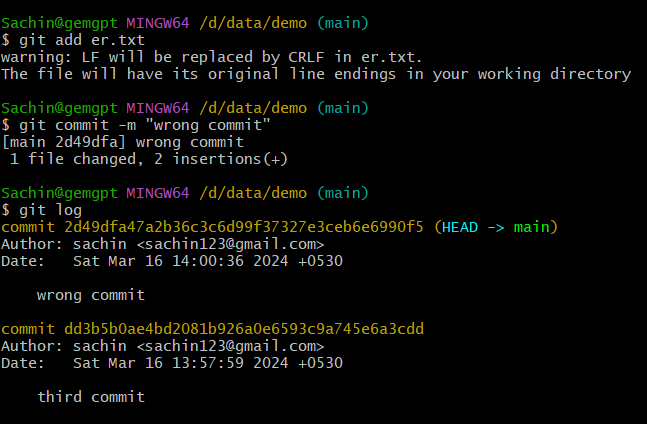 Sachin@gemgpt MINGW64 /d/data/demo (main)
$ git add er.txt
warning: LF will be replaced by CRLF in er.txt.
The file will have its original line endings in your working directory
Sachin@gemgpt MINGW64 /d/data/demo (main)
$ git commit -m "wrong commit"
[main 2d49dfa] wrong commit
 1 file changed, 2 insertions(+)
Sachin@gemgpt MINGW64 /d/data/demo (main)
$ git log
commit 2d49dfa47a2b36c3c6d99f37327e3ceb6e6990f5 (HEAD -> main)
Author: sachin <sachin123@gmail.com>
Date:   Sat Mar 16 14:00:36 2024 +0530
    wrong commit
commit dd3b5b0ae4bd2081b926a0e6593c9a745e6a3cdd
Author: sachin <sachin123@gmail.com>
Date:   Sat Mar 16 13:57:59 2024 +0530
    third commit